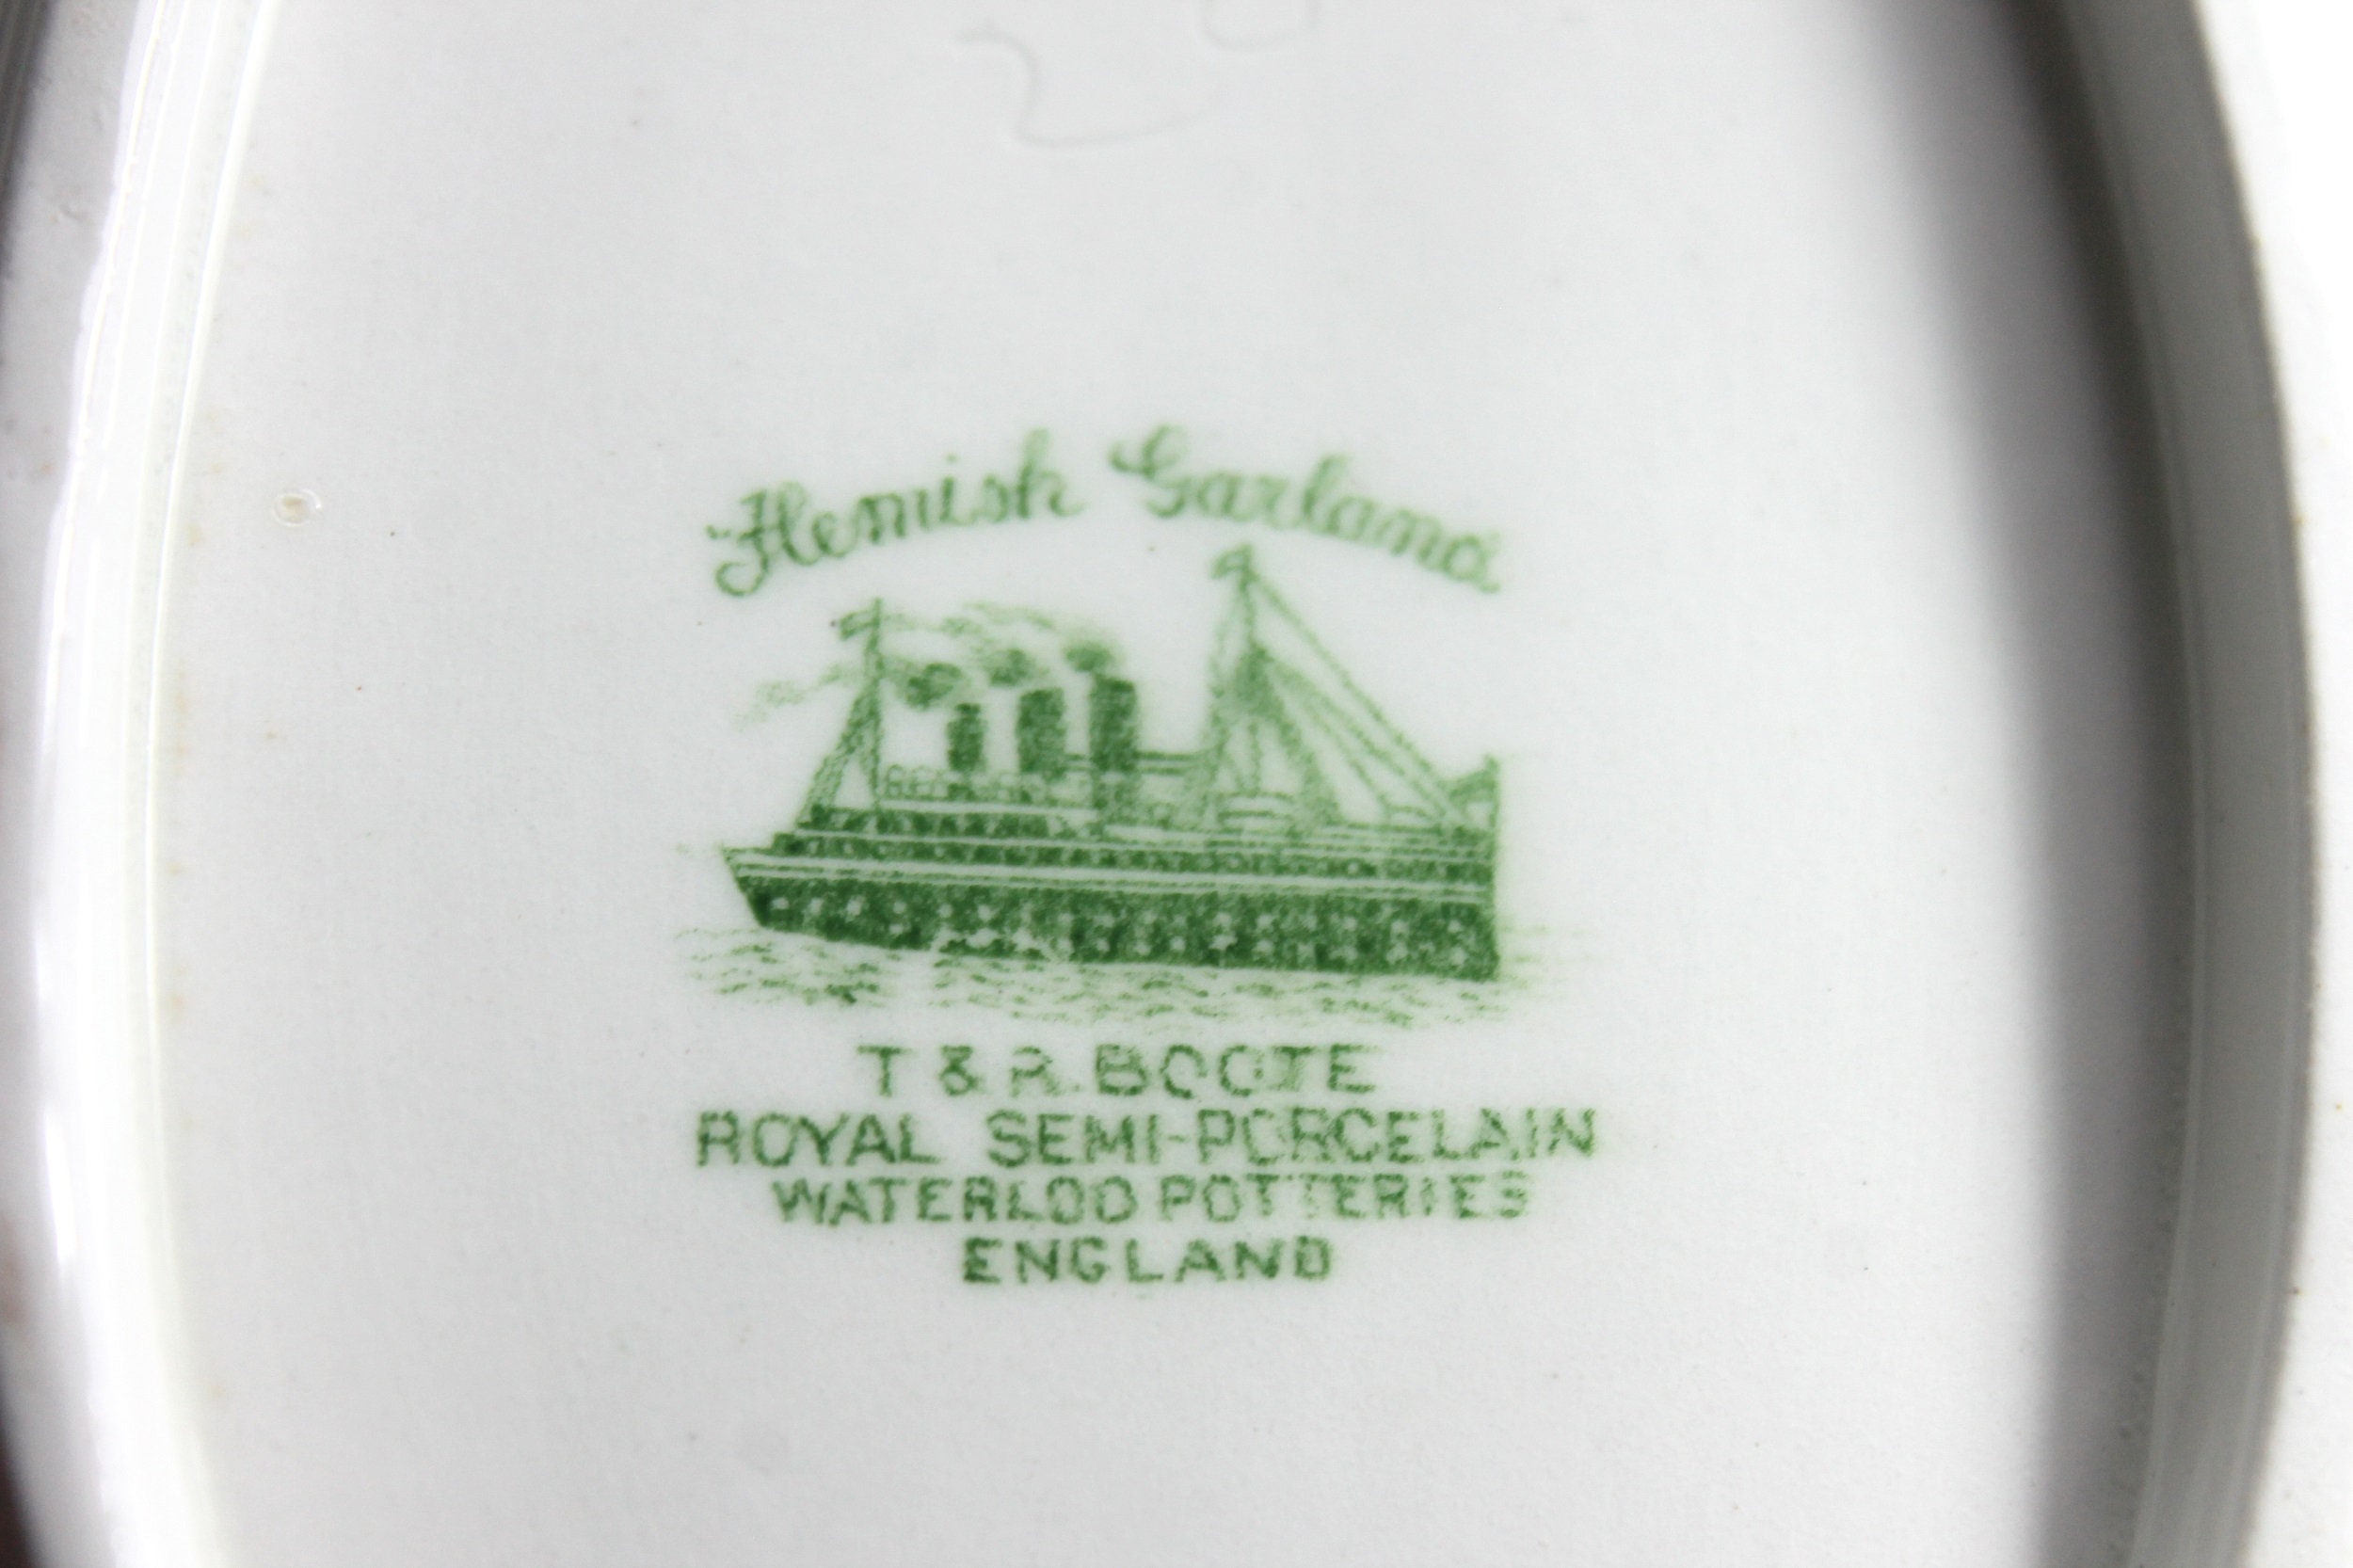 "Flemish Garland
T & R. BOOTE
ROYAL SEMI-PORCELAIN
WATERLOO POTTERIES
ENGLAND